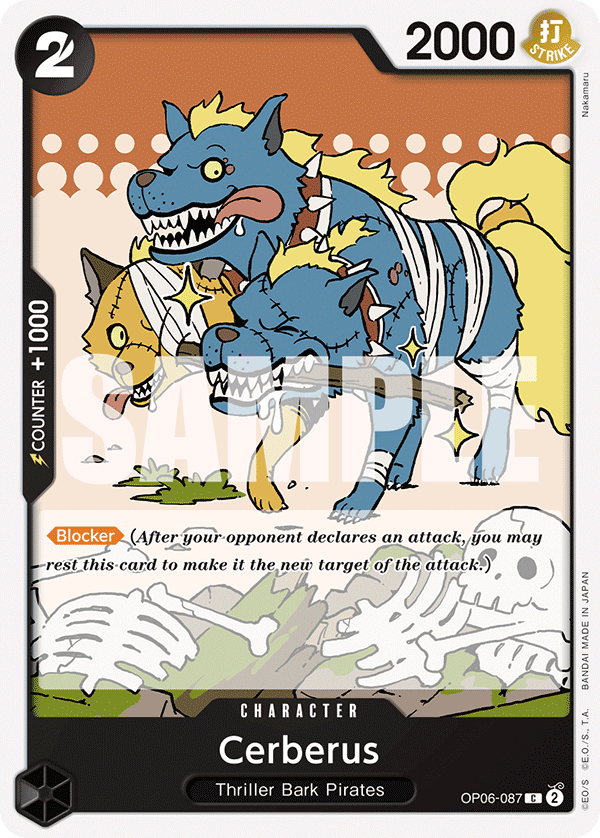 2
2000
打
STRIKE
Nakamaru
COUNTER +1000
SAMPLE
Blocker (After your opponent declares an attack, you may
rest this card to make it the new target of the attack.)
CHARACTER
Cerberus
Thriller Bark Pirates
OP06-087 C 2
©EO/S ©E.O./S., T.A. BANDAI MADE IN JAPAN